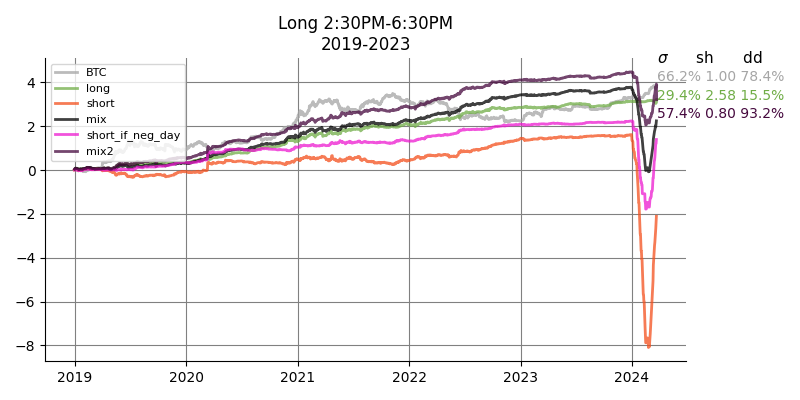 Long 2:30PM-6:30PM
2019-2023
σ sh dd
66.2% 1.00 78.4%
29.4% 2.58 15.5%
57.4% 0.80 93.2%
BTC
long
short
mix
short_if_neg_day
mix2
4
2
0
−2
−4
−6
−8
2019 2020 2021 2022 2023 2024